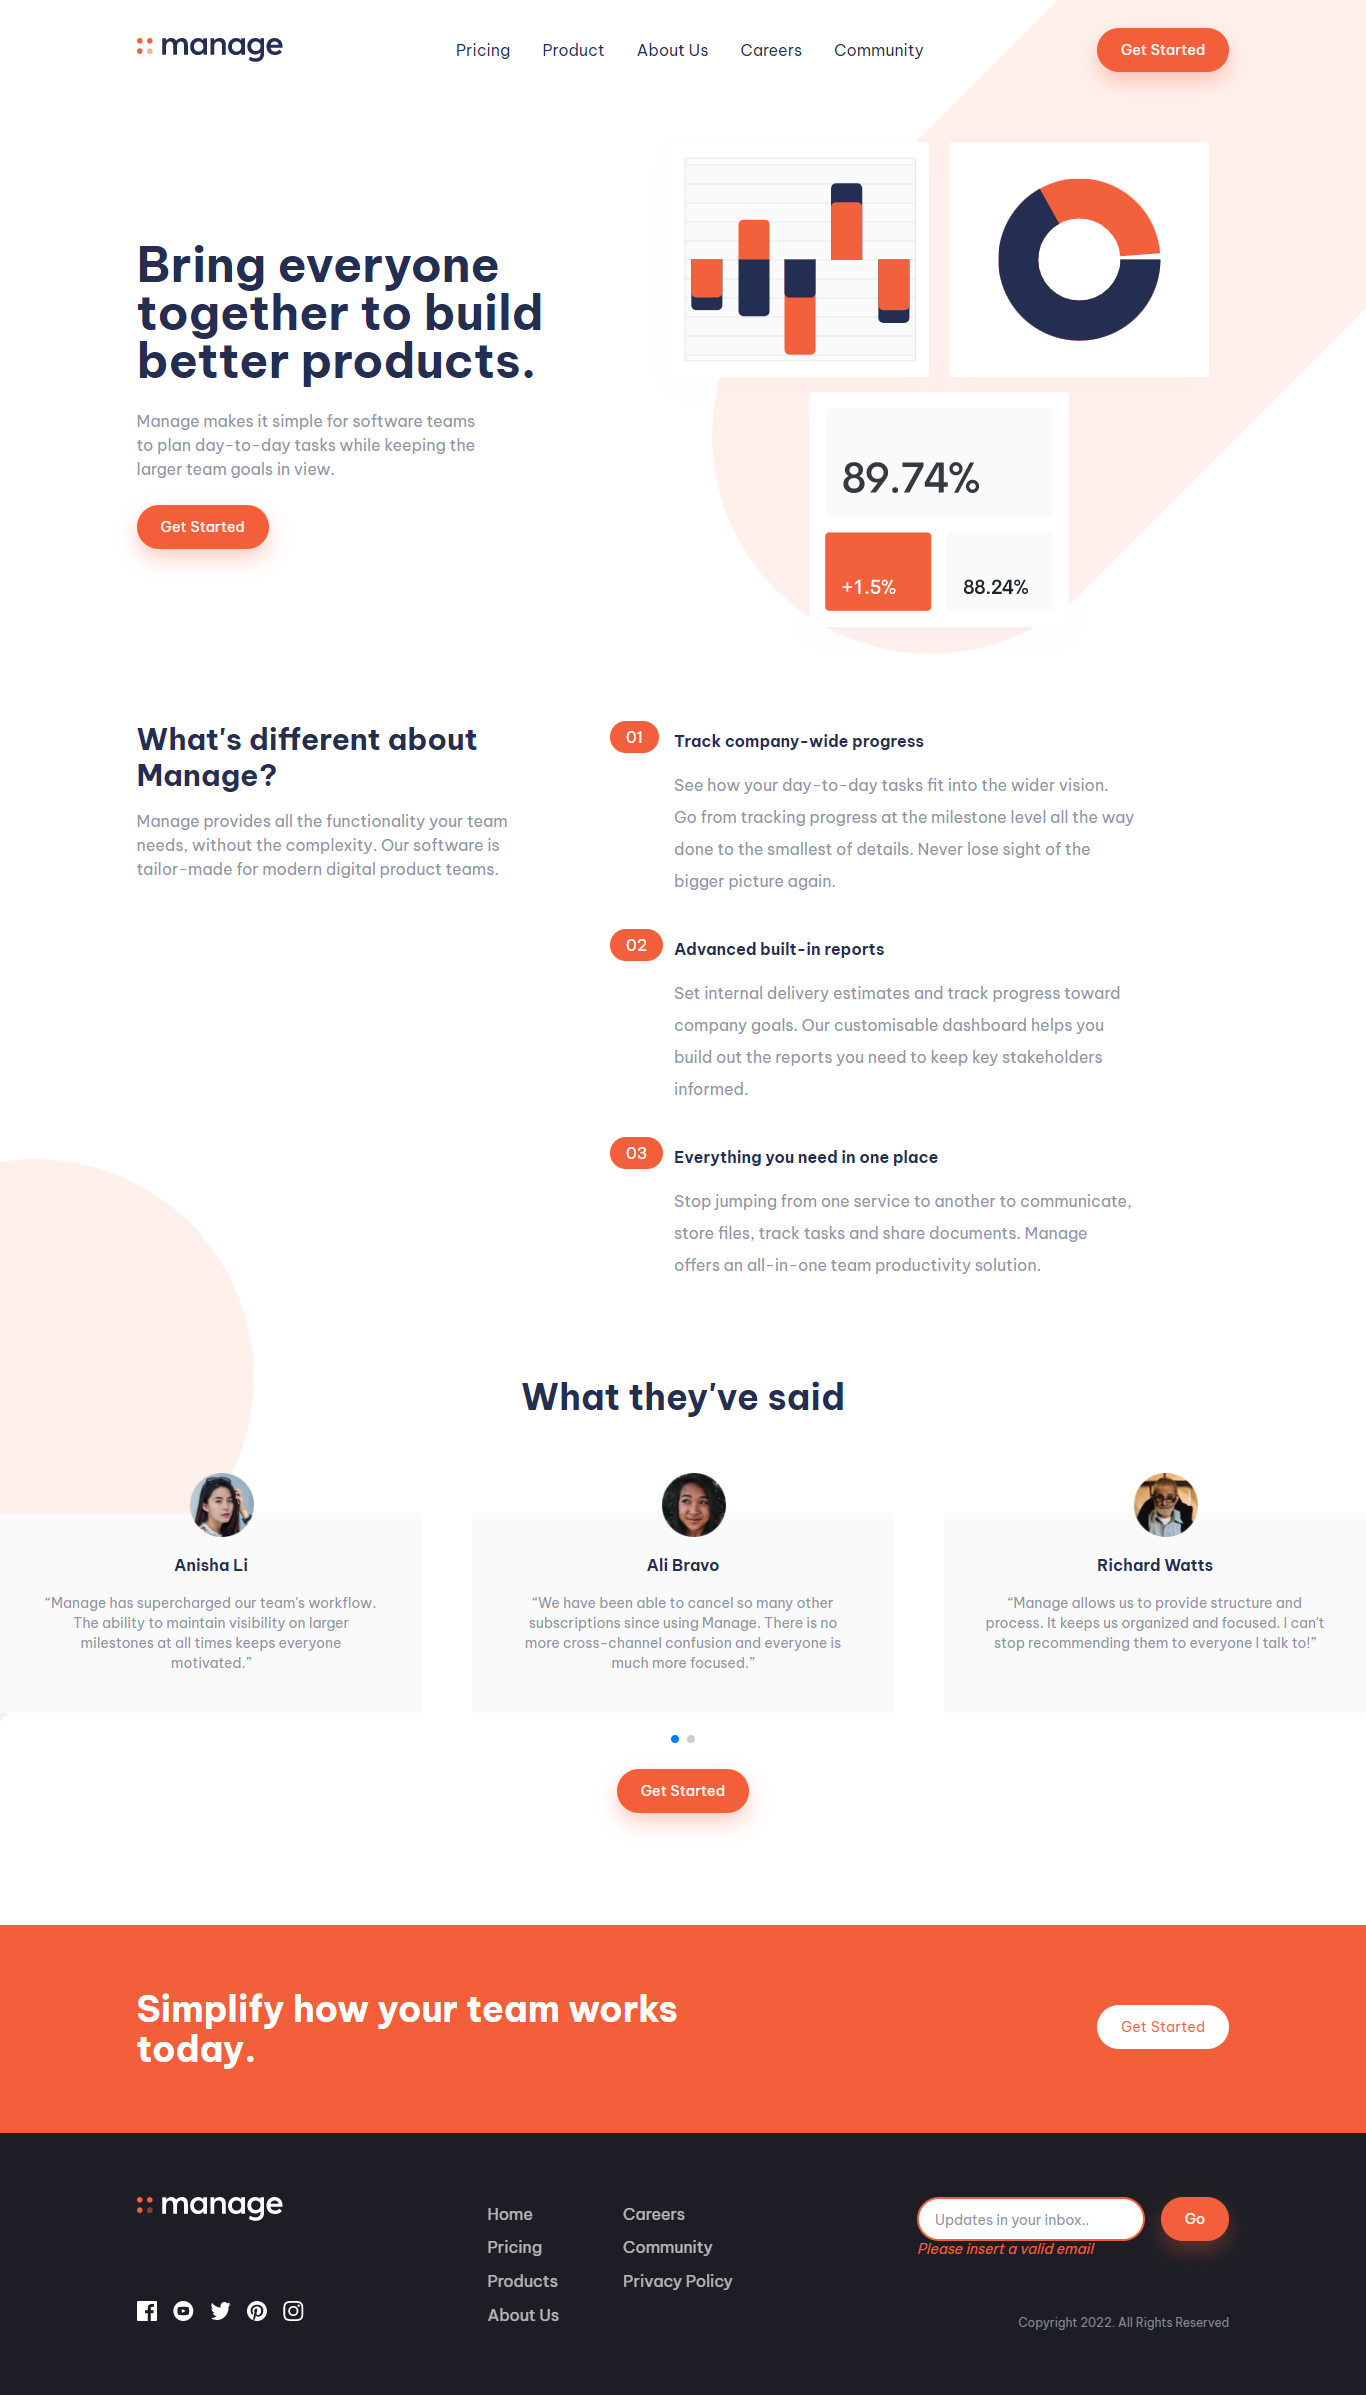 manage
Pricing
Product
About Us
Careers
Community
Get Started
Bring everyone
together to build
better products.
Manage makes it simple for software teams
to plan day-to-day tasks while keeping the
larger team goals in view.
Get Started
89.74%
+1.5%
88.24%
What's different about
Manage?
Manage provides all the functionality your team
needs, without the complexity. Our software is
tailor-made for modern digital product teams.
01
Track company-wide progress
See how your day-to-day tasks fit into the wider vision.
Go from tracking progress at the milestone level all the way
done to the smallest of details. Never lose sight of the
bigger picture again.
02
Advanced built-in reports
Set internal delivery estimates and track progress toward
company goals. Our customisable dashboard helps you
build out the reports you need to keep key stakeholders
informed.
03
Everything you need in one place
Stop jumping from one service to another to communicate,
store files, track tasks and share documents. Manage
offers an all-in-one team productivity solution.
What they've said
Anisha Li
“Manage has supercharged our team's workflow.
The ability to maintain visibility on larger
milestones at all times keeps everyone
motivated.”
Ali Bravo
“We have been able to cancel so many other
subscriptions since using Manage. There is no
more cross-channel confusion and everyone is
much more focused.”
Richard Watts
“Manage allows us to provide structure and
process. It keeps us organized and focused. I can't
stop recommending them to everyone I talk to!”
Get Started
Simplify how your team works
today.
Get Started
manage
Home
Pricing
Products
About Us
Careers
Community
Privacy Policy
Updates in your inbox..
Go
Please insert a valid email
Copyright 2022. All Rights Reserved